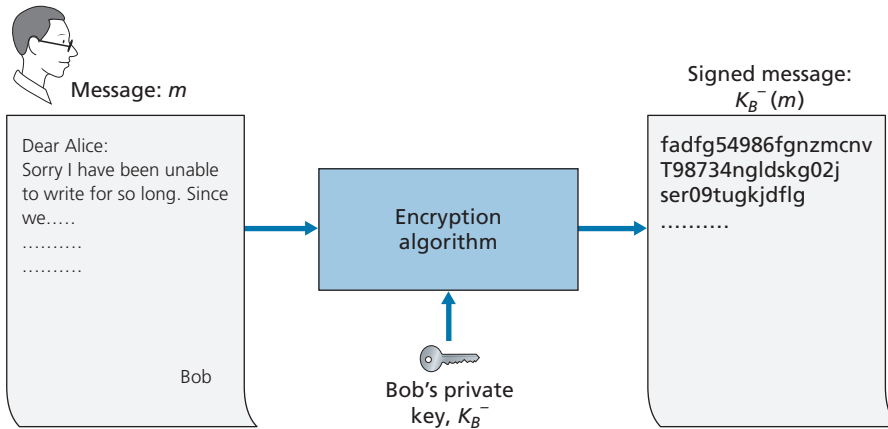 Message: m
Dear Alice:
Sorry I have been unable
to write for so long. Since
we.....
..........
..........
Bob
Encryption
algorithm
Bob's private
key, K_B^-
Signed message:
K_B^- (m)
fadfg54986fgnzmcnv
T98734ngldskg02j
ser09tugkjdflg
..........